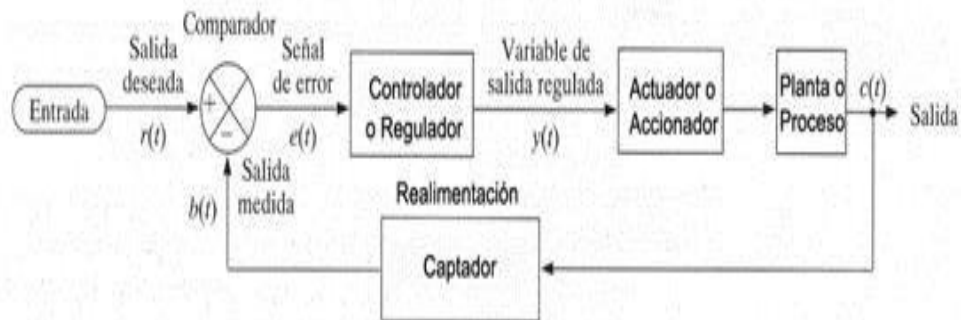 Comparador
Salida
deseada
Señal
de error
Variable de
salida regulada
Entrada
+
−
r(t)
e(t)
Controlador
o Regulador
y(t)
Actuador o
Accionador
Planta o
Proceso
c(t)
Salida
b(t)
Salida
medida
Realimentación
Captador